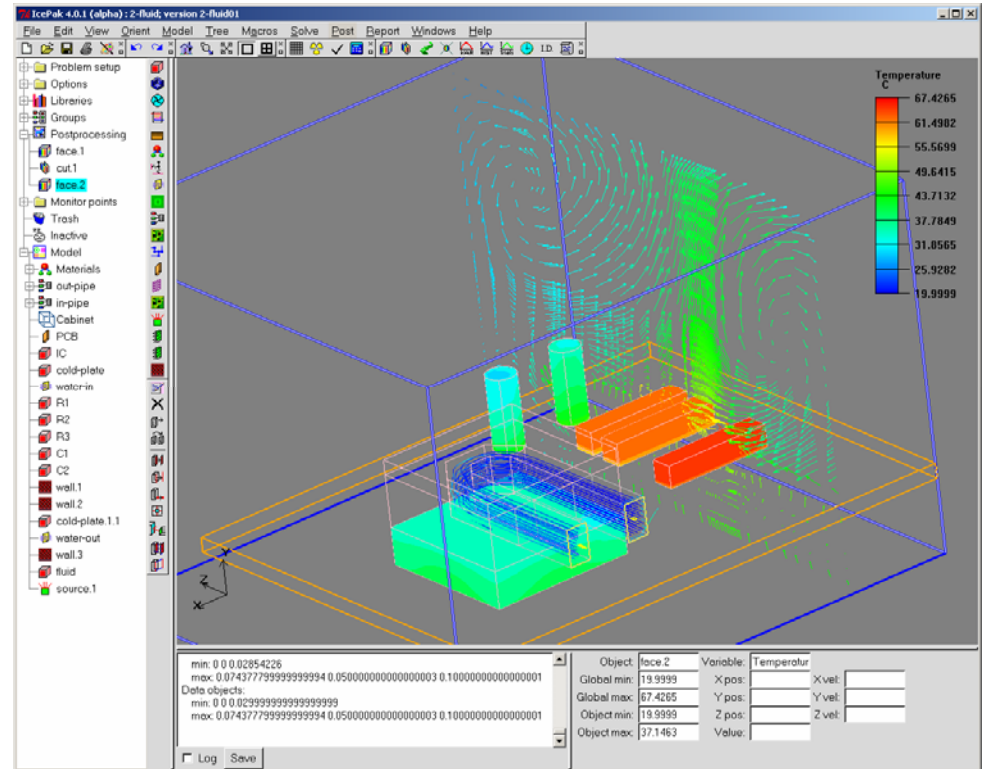 IcePak 4.0.1 (alpha) : 2-fluid; version 2-fluid01
File Edit View Orient Model Tree Macros Solve Post Report Windows Help
I.D.
Problem setup
Options
Libraries
Groups
Postprocessing
face.1
cut.1
face.2
Monitor points
Trash
Inactive
Model
Materials
out-pipe
in-pipe
Cabinet
PCB
IC
cold-plate
water-in
R1
R2
R3
C1
C2
wall.1
wall.2
cold-plate.1.1
water-out
wall.3
fluid
source.1
Temperature
C
67.4265
61.4982
55.5699
49.6415
43.7132
37.7849
31.8565
25.9282
19.9999
Y
Z
X
min: 0 0 0.02854226
max: 0.074377799999999994 0.050000000000000003 0.10000000000000001
Data objects:
min: 0 0 0.029999999999999999
max: 0.074377799999999994 0.050000000000000003 0.10000000000000001
Log Save
Object: face.2 Variable: Temperatur
Global min: 19.9999 X pos: X vel:
Global max: 67.4265 Y pos: Y vel:
Object min: 19.9999 Z pos: Z vel:
Object max: 37.1463 Value: